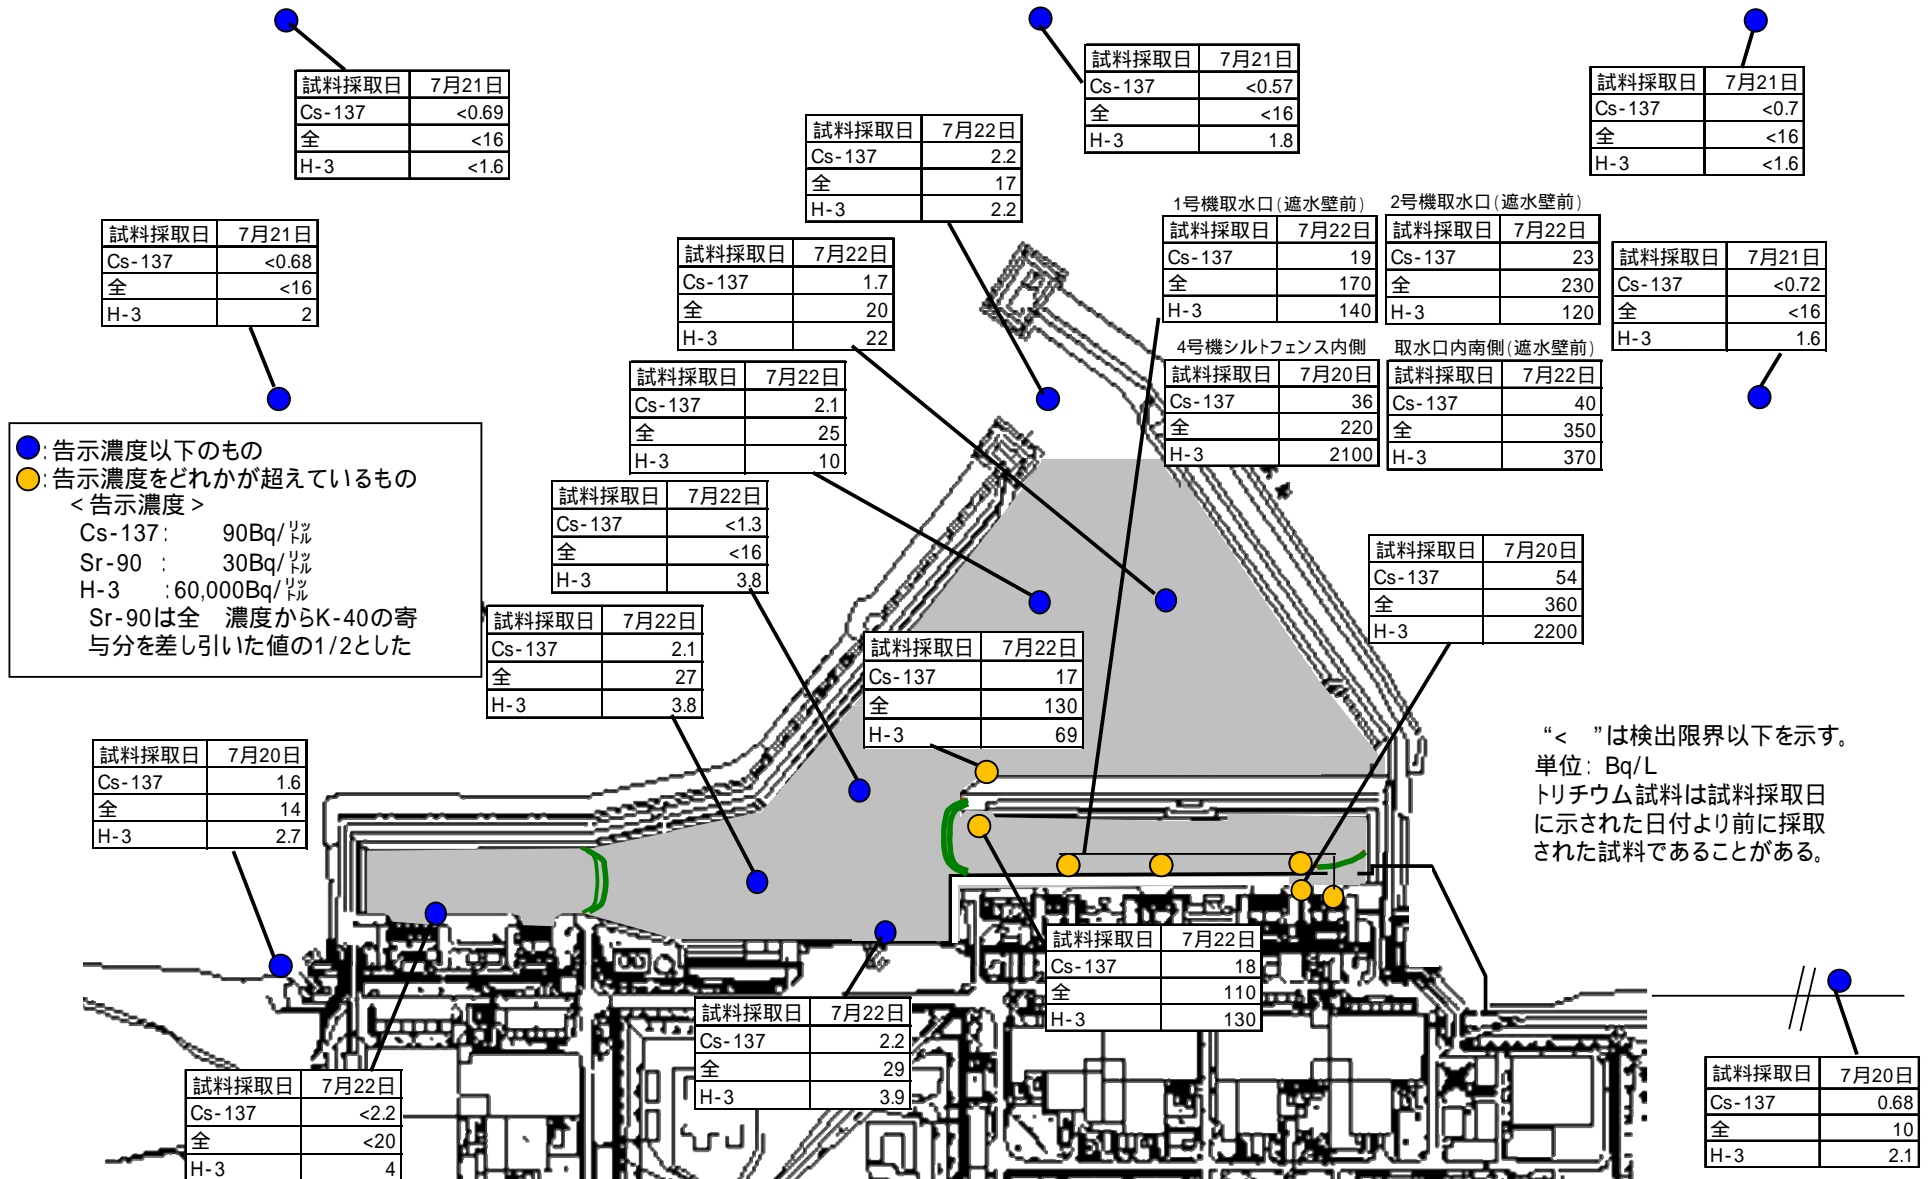 試料採取日 7月21日
Cs-137 <0.69
全 <16
H-3 <1.6
試料採取日 7月21日
Cs-137 <0.57
全 <16
H-3 1.8
試料採取日 7月21日
Cs-137 <0.7
全 <16
H-3 <1.6
試料採取日 7月22日
Cs-137 2.2
全 17
H-3 2.2
試料採取日 7月21日
Cs-137 <0.68
全 <16
H-3 2
試料採取日 7月22日
Cs-137 1.7
全 20
H-3 22
1号機取水口(遮水壁前)
試料採取日 7月22日
Cs-137 19
全 170
H-3 140
2号機取水口(遮水壁前)
試料採取日 7月22日
Cs-137 23
全 230
H-3 120
試料採取日 7月21日
Cs-137 <0.72
全 <16
H-3 1.6
4号機シルトフェンス内側
試料採取日 7月20日
Cs-137 36
全 220
H-3 2100
取水口内南側(遮水壁前)
試料採取日 7月22日
Cs-137 40
全 350
H-3 370
試料採取日 7月22日
Cs-137 2.1
全 25
H-3 10
:告示濃度以下のもの
:告示濃度をどれかが超えているもの
<告示濃度>
Cs-137: 90Bq/㍑
Sr-90 : 30Bq/㍑
H-3 :60,000Bq/㍑
Sr-90は全 濃度からK-40の寄
与分を差し引いた値の1/2とした
試料採取日 7月22日
Cs-137 <1.3
全 <16
H-3 3.8
試料採取日 7月20日
Cs-137 54
全 360
H-3 2200
試料採取日 7月22日
Cs-137 2.1
全 27
H-3 3.8
試料採取日 7月22日
Cs-137 17
全 130
H-3 69
“< ”は検出限界以下を示す。
単位: Bq/L
トリチウム試料は試料採取日
に示された日付より前に採取
された試料であることがある。
試料採取日 7月20日
Cs-137 1.6
全 14
H-3 2.7
試料採取日 7月22日
Cs-137 18
全 110
H-3 130
試料採取日 7月22日
Cs-137 2.2
全 29
H-3 3.9
試料採取日 7月22日
Cs-137 <2.2
全 <20
H-3 4
試料採取日 7月20日
Cs-137 0.68
全 10
H-3 2.1